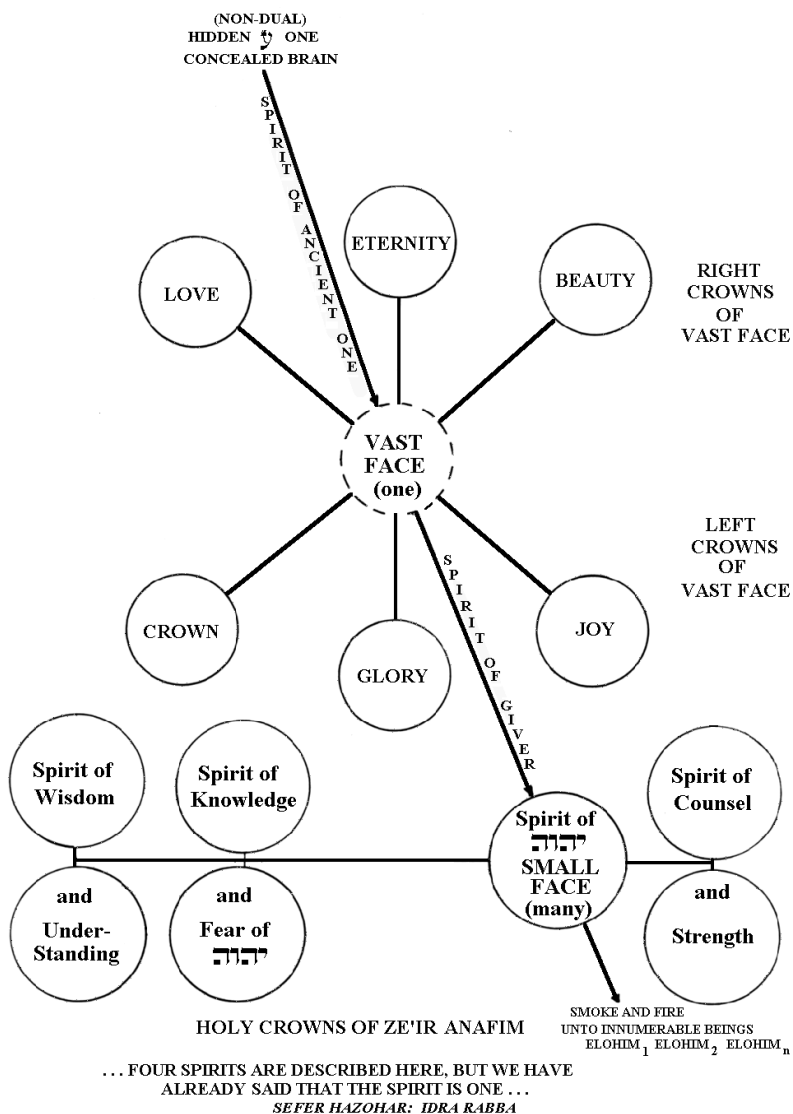 (NON-DUAL)
HIDDEN ONE
CONCEALED BRAIN
SPIRIT OF ANCIENT ONE
ETERNITY
LOVE
BEAUTY
RIGHT
CROWNS
OF
VAST FACE
VAST
FACE
(one)
LEFT
CROWNS
OF
VAST FACE
SPIRIT OF GIVER
CROWN
GLORY
JOY
Spirit of
Wisdom
and
Under-
Standing
Spirit of
Knowledge
and
Fear of
יהוה
Spirit of
יהוה
SMALL
FACE
(many)
Spirit of
Counsel
and
Strength
SMOKE AND FIRE
UNTO INNUMERABLE BEINGS
ELOHIM 1 ELOHIM 2 ELOHIM n
HOLY CROWNS OF ZE'IR ANAFIM
. . . FOUR SPIRITS ARE DESCRIBED HERE, BUT WE HAVE
ALREADY SAID THAT THE SPIRIT IS ONE . . .
SEFER HAZOHAR: IDRA RABBA